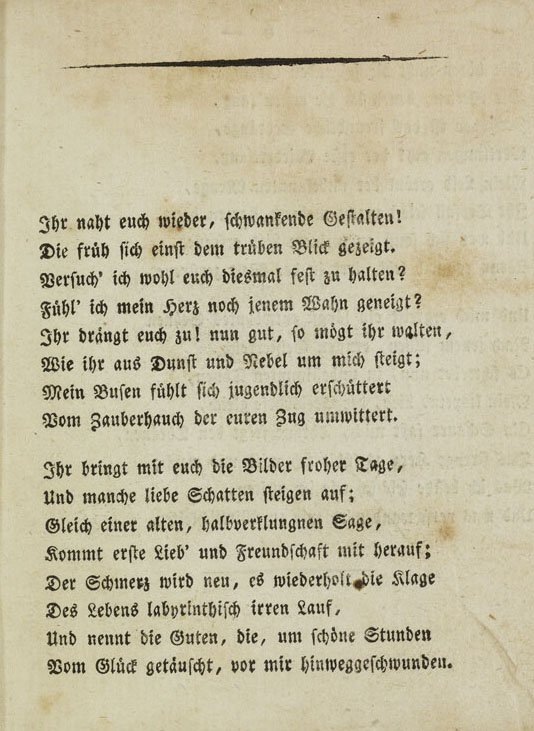 Ihr naht euch wieder, schwankende Gestalten!
Die früh sich einst dem trüben Blick gezeigt.
Versuch' ich wohl euch diesmal fest zu halten?
Fühl' ich mein Herz noch jenem Wahn geneigt?
Ihr drängt euch zu! nun gut, so mögt ihr walten,
Wie ihr aus Dunst und Nebel um mich steigt;
Mein Busen fühlt sich jugendlich erschüttert
Vom Zauberhauch der euren Zug umwittert.
Ihr bringt mit euch die Bilder froher Tage,
Und manche liebe Schatten steigen auf;
Gleich einer alten, halbverklungnen Sage,
Kommt erste Lieb' und Freundschaft mit herauf;
Der Schmerz wird neu, es wiederholt die Klage
Des Lebens labyrinthisch irren Lauf,
Und nennt die Guten, die, um schöne Stunden
Vom Glück getäuscht, vor mir hinweggeschwunden.